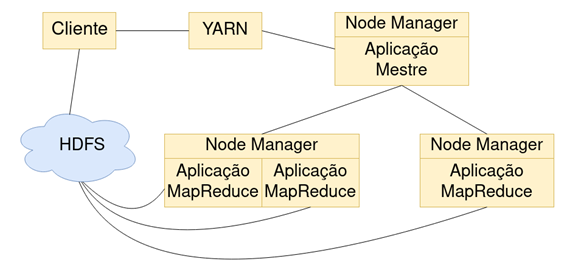 Cliente
YARN
Node Manager
Aplicação
Mestre
HDFS
Node Manager
Aplicação
MapReduce
Aplicação
MapReduce
Node Manager
Aplicação
MapReduce